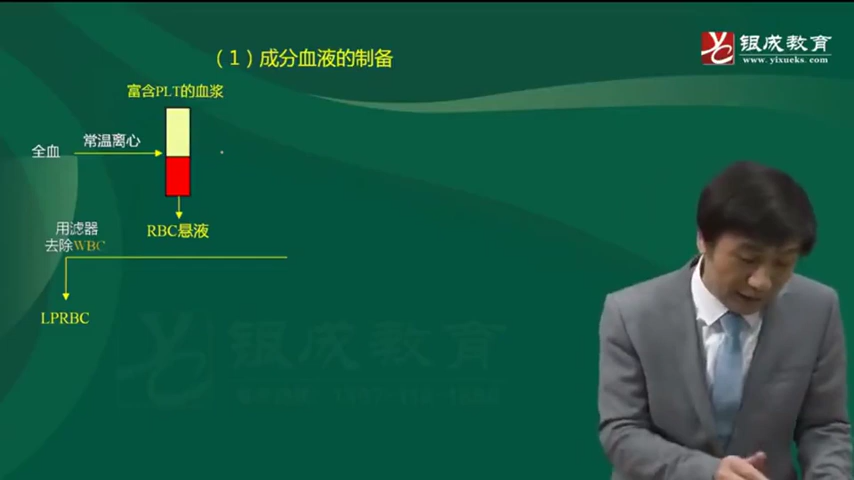 (1)成分血液的制备
银成教育
www.yixueks.com
富含PLT的血浆
全血
常温离心
RBC悬液
用滤器
去除WBC
LPRBC
银成教育